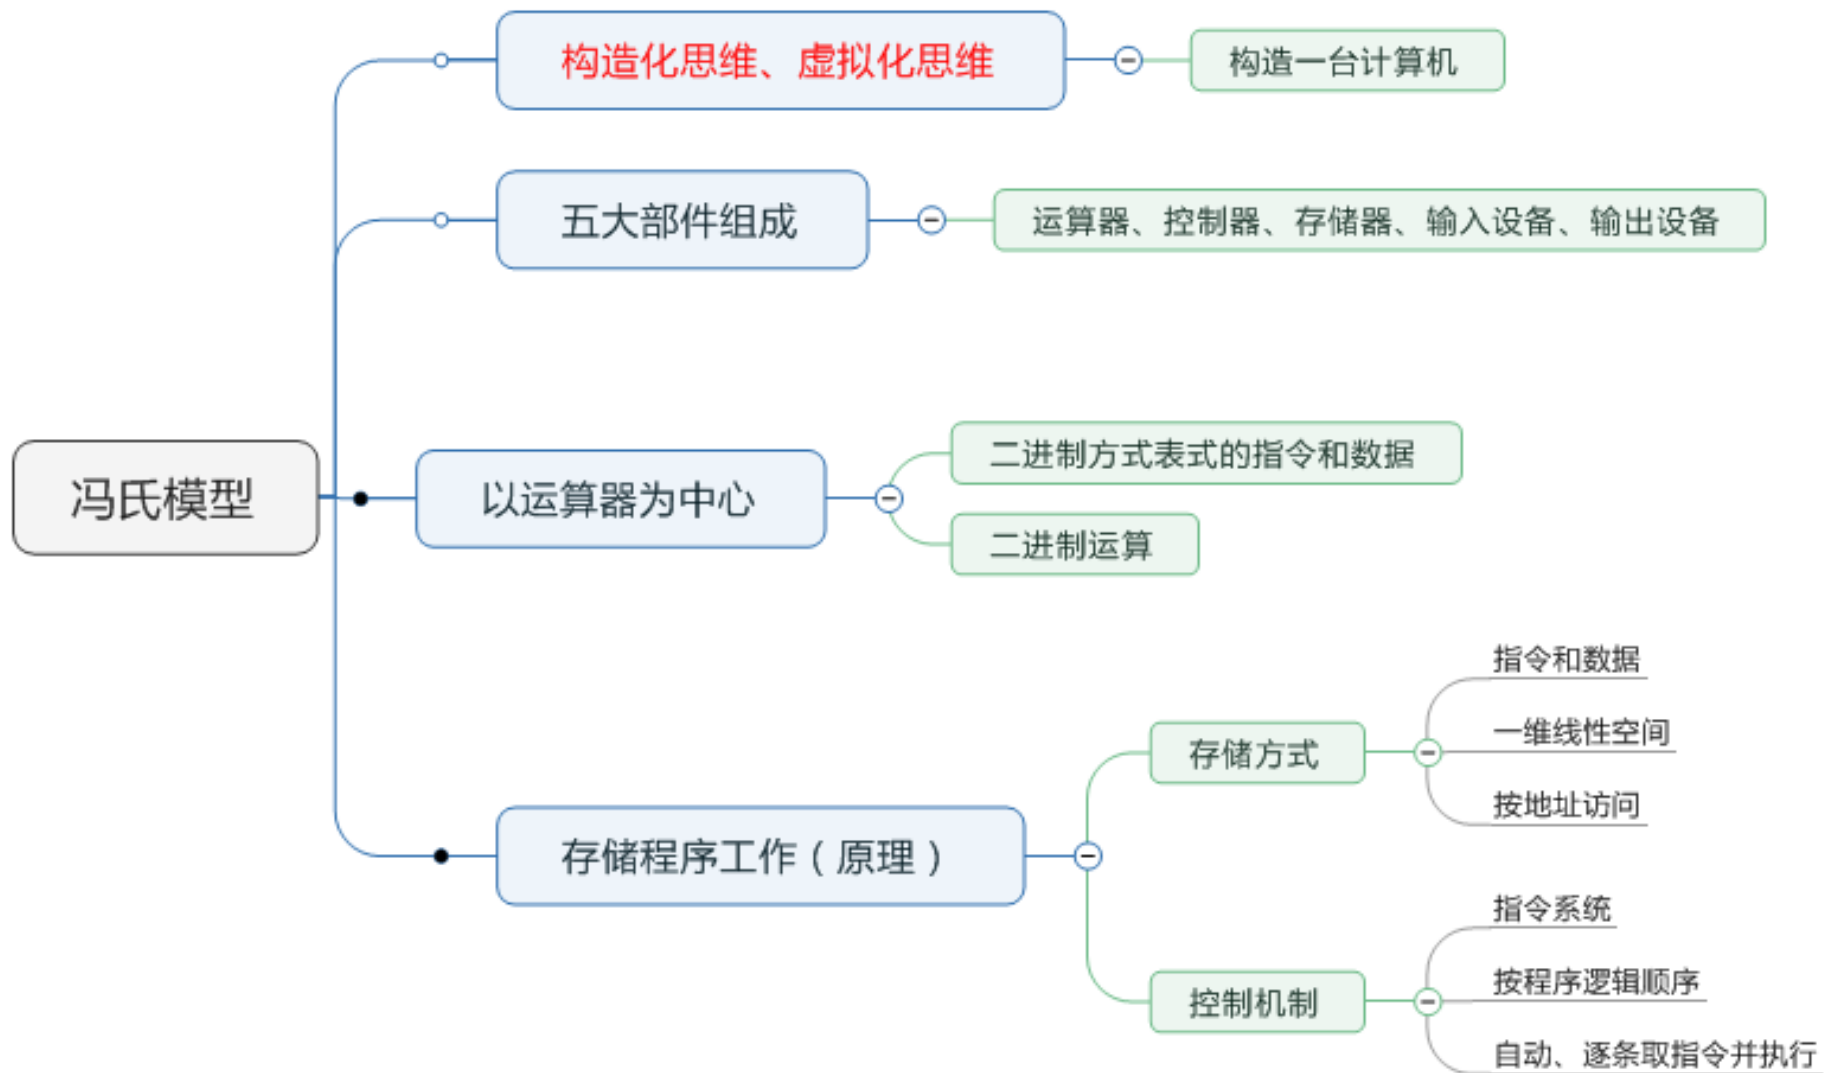 构造化思维、虚拟化思维
构造一台计算机
五大部件组成
运算器、控制器、存储器、输入设备、输出设备
冯氏模型
以运算器为中心
二进制方式表式的指令和数据
二进制运算
存储程序工作（原理）
存储方式
指令和数据
一维线性空间
按地址访问
控制机制
指令系统
按程序逻辑顺序
自动、逐条取指令并执行